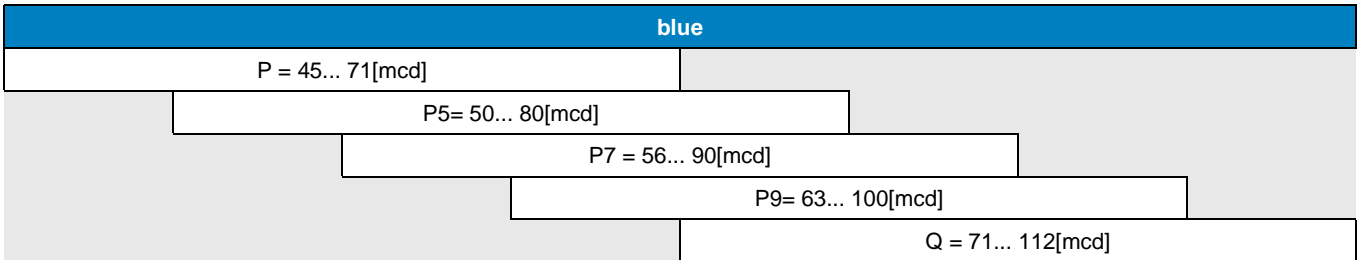 blue
P = 45... 71[mcd]
P5= 50... 80[mcd]
P7 = 56... 90[mcd]
P9= 63... 100[mcd]
Q = 71... 112[mcd]